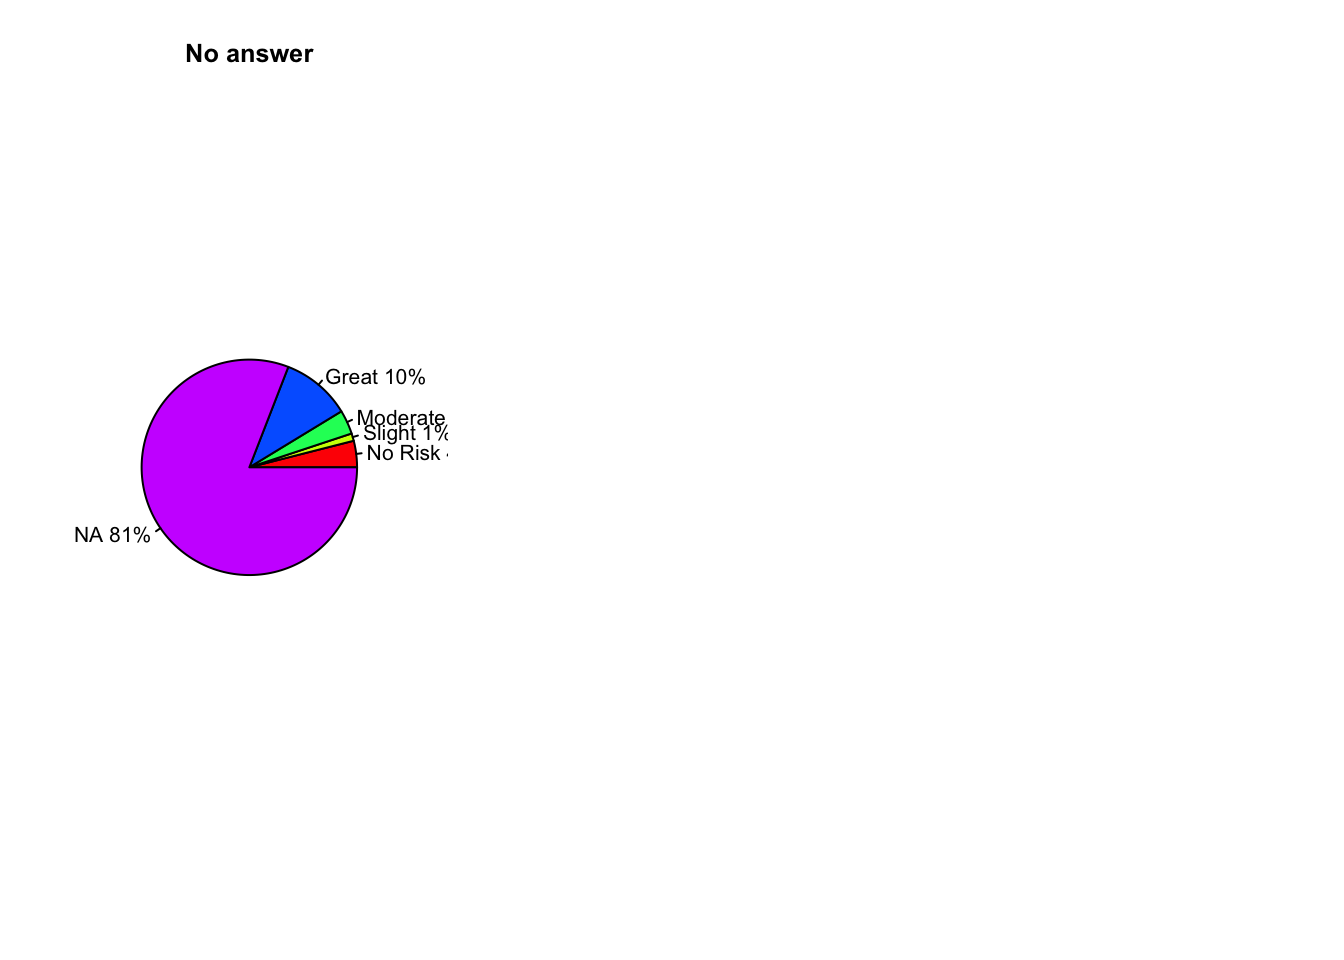 No answer
Great 10%
Moderate
Slight 1%
No Risk
NA 81%